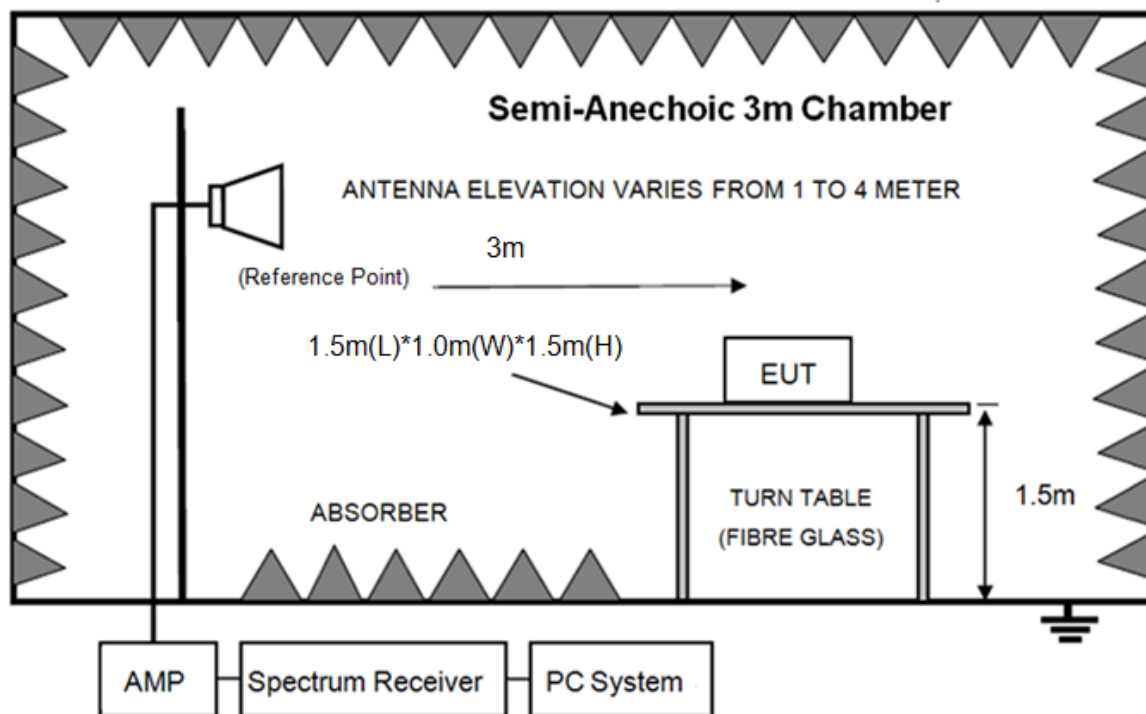 Semi-Anechoic 3m Chamber
ANTENNA ELEVATION VARIES FROM 1 TO 4 METER
3m
(Reference Point)
1.5m(L)*1.0m(W)*1.5m(H)
EUT
ABSORBER
TURN TABLE
(FIBRE GLASS)
1.5m
AMP
Spectrum Receiver
PC System